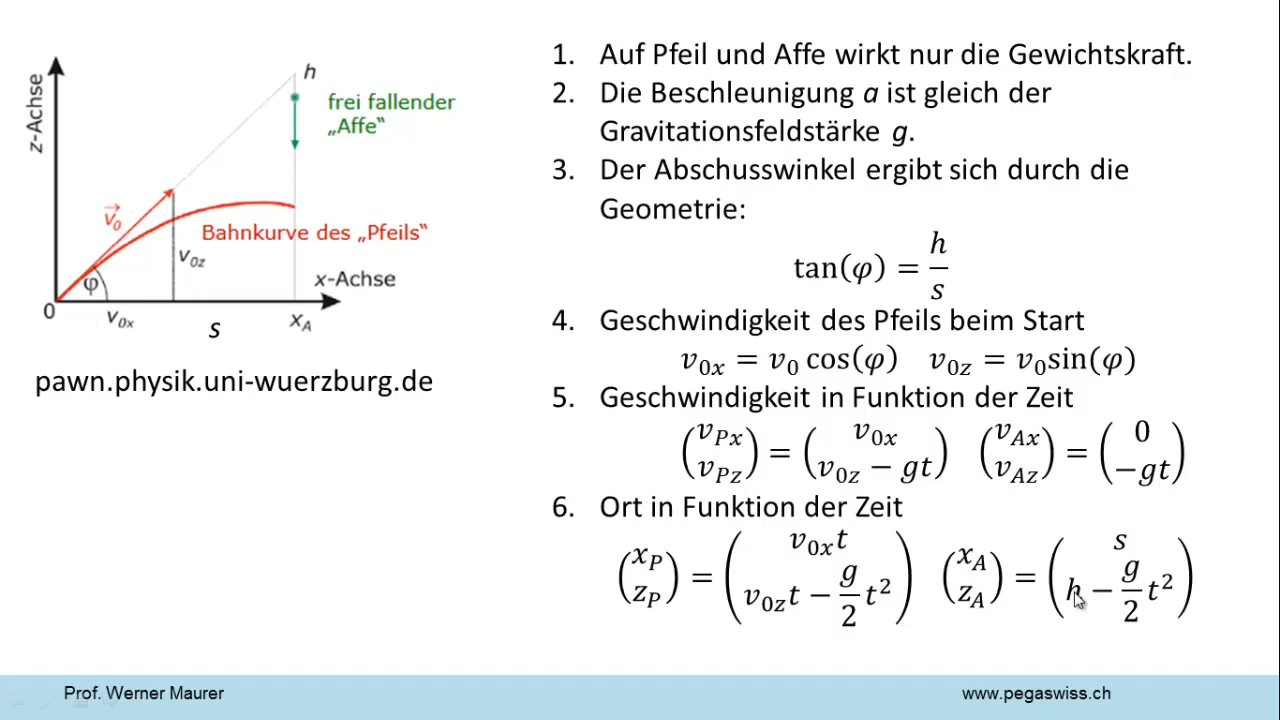 z-Achse
h
frei fallender
„Affe“
v⃗₀
Bahnkurve des „Pfeils“
v₀z
φ
x-Achse
0
v₀x
s
x_A
pawn.physik.uni-wuerzburg.de
1. Auf Pfeil und Affe wirkt nur die Gewichtskraft.
2. Die Beschleunigung a ist gleich der
Gravitationsfeldstärke g.
3. Der Abschusswinkel ergibt sich durch die
Geometrie:
tan(φ) = h/s
4. Geschwindigkeit des Pfeils beim Start
v₀x = v₀ cos(φ) v₀z = v₀sin(φ)
5. Geschwindigkeit in Funktion der Zeit
(v_Px v_Pz) = (v₀x v₀z − gt) (v_Ax v_Az) = (0 −gt)
6. Ort in Funktion der Zeit
(x_P z_P) = (v₀x t v₀z t − g/2 t²) (x_A z_A) = (s h − g/2 t²)
Prof. Werner Maurer
www.pegaswiss.ch